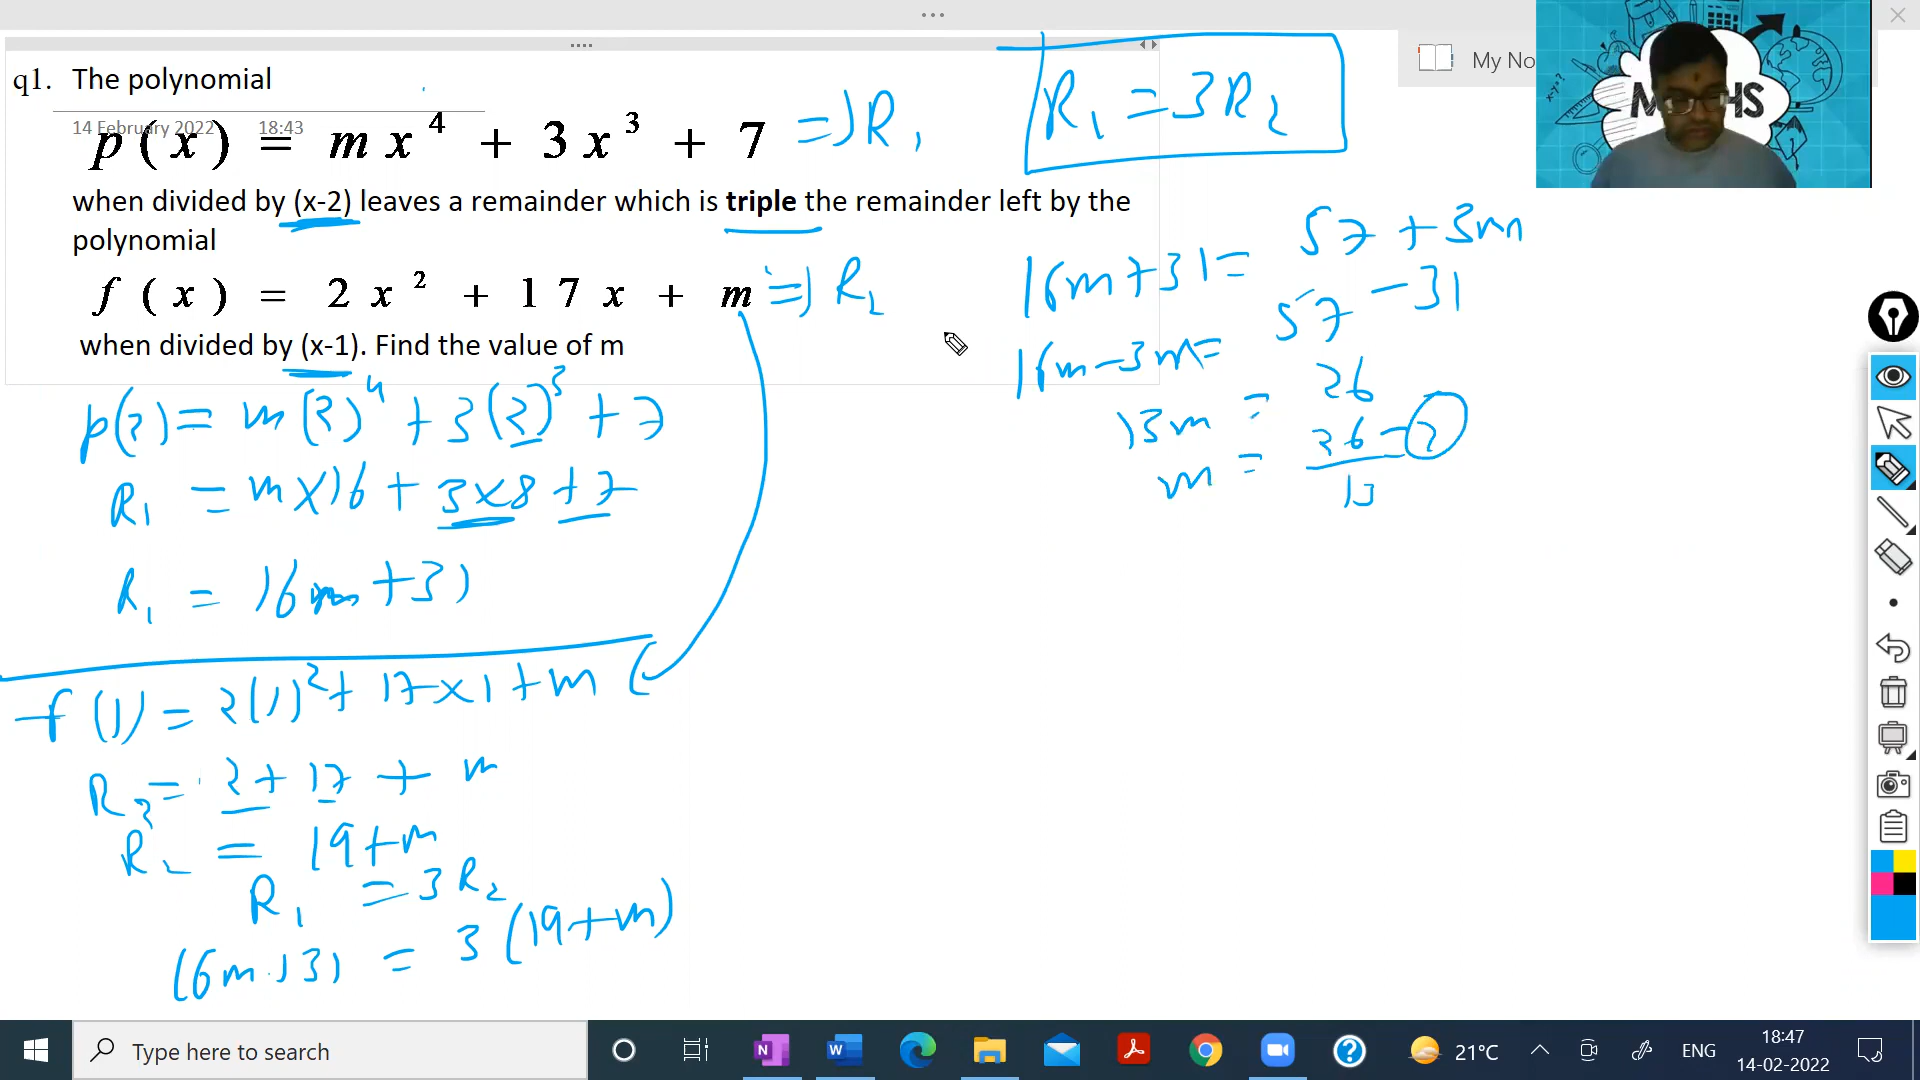 q1. The polynomial
14 February 2022 18:43
p(x) = mx⁴ + 3x³ + 7 => R₁
R₁ = 3R₂
when divided by (x-2) leaves a remainder which is triple the remainder left by the
polynomial
f(x) = 2x² + 17x + m => R₂
when divided by (x-1). Find the value of m
p(2) = m(2)⁴ + 3(2)³ + 7
R₁ = m×16 + 3×8 + 7
R₁ = 16m + 31
f(1) = 2(1)² + 17×1 + m
R₂ = 2 + 17 + m
R₂ = 19 + m
R₁ = 3R₂
16m + 31 = 3(19 + m)
16m + 31 = 57 + 3m
16m - 3m = 57 - 31
13m = 26
m = 26/13 = 2
My No
MATHS
Type here to search
21°C
ENG
18:47
14-02-2022